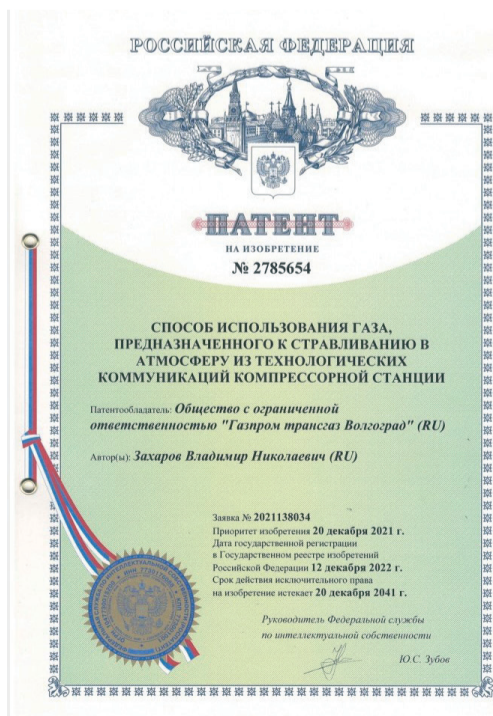 РОССИЙСКАЯ ФЕДЕРАЦИЯ
ПАТЕНТ
НА ИЗОБРЕТЕНИЕ
№ 2785654
СПОСОБ ИСПОЛЬЗОВАНИЯ ГАЗА,
ПРЕДНАЗНАЧЕННОГО К СТРАВЛИВАНИЮ В
АТМОСФЕРУ ИЗ ТЕХНОЛОГИЧЕСКИХ
КОММУНИКАЦИЙ КОМПРЕССОРНОЙ СТАНЦИИ
Патентообладатель: Общество с ограниченной
ответственностью "Газпром трансгаз Волгоград" (RU)
Автор(ы): Захаров Владимир Николаевич (RU)
Заявка № 2021138034
Приоритет изобретения 20 декабря 2021 г.
Дата государственной регистрации
в Государственном реестре изобретений
Российской Федерации 12 декабря 2022 г.
Срок действия исключительного права
на изобретение истекает 20 декабря 2041 г.
Руководитель Федеральной службы
по интеллектуальной собственности
Ю.С. Зубов